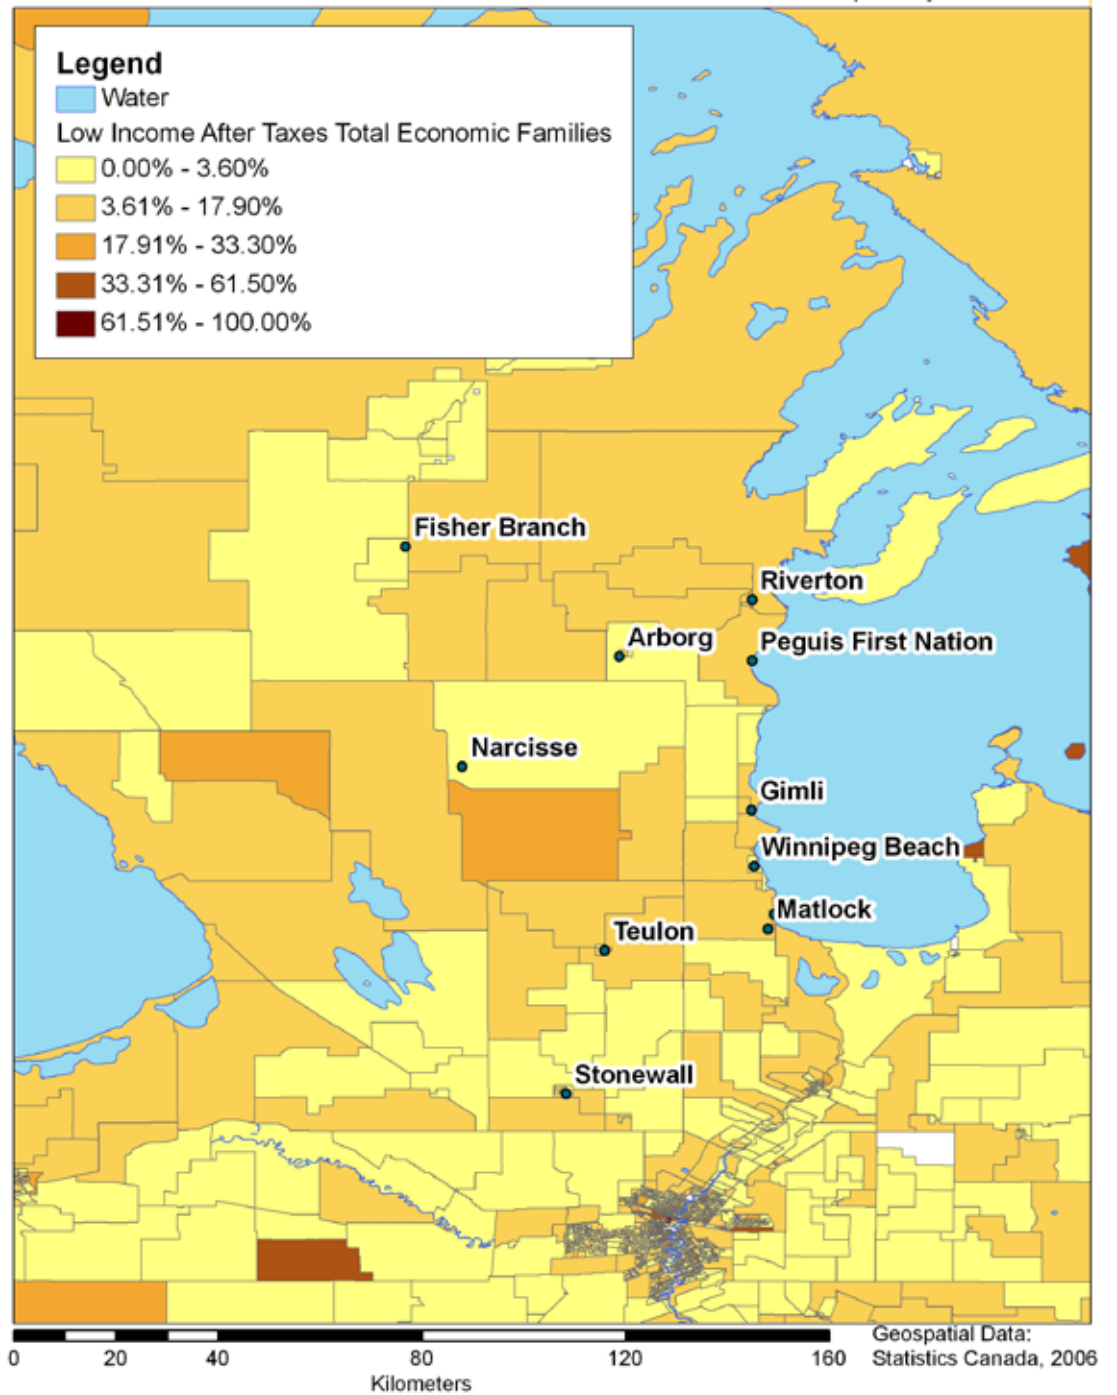 Legend
Water
Low Income After Taxes Total Economic Families
0.00% - 3.60%
3.61% - 17.90%
17.91% - 33.30%
33.31% - 61.50%
61.51% - 100.00%
Fisher Branch
Riverton
Arborg
Peguis First Nation
Narcisse
Gimli
Winnipeg Beach
Matlock
Teulon
Stonewall
0 20 40 80 120 160
Kilometers
Geospatial Data:
Statistics Canada, 2006